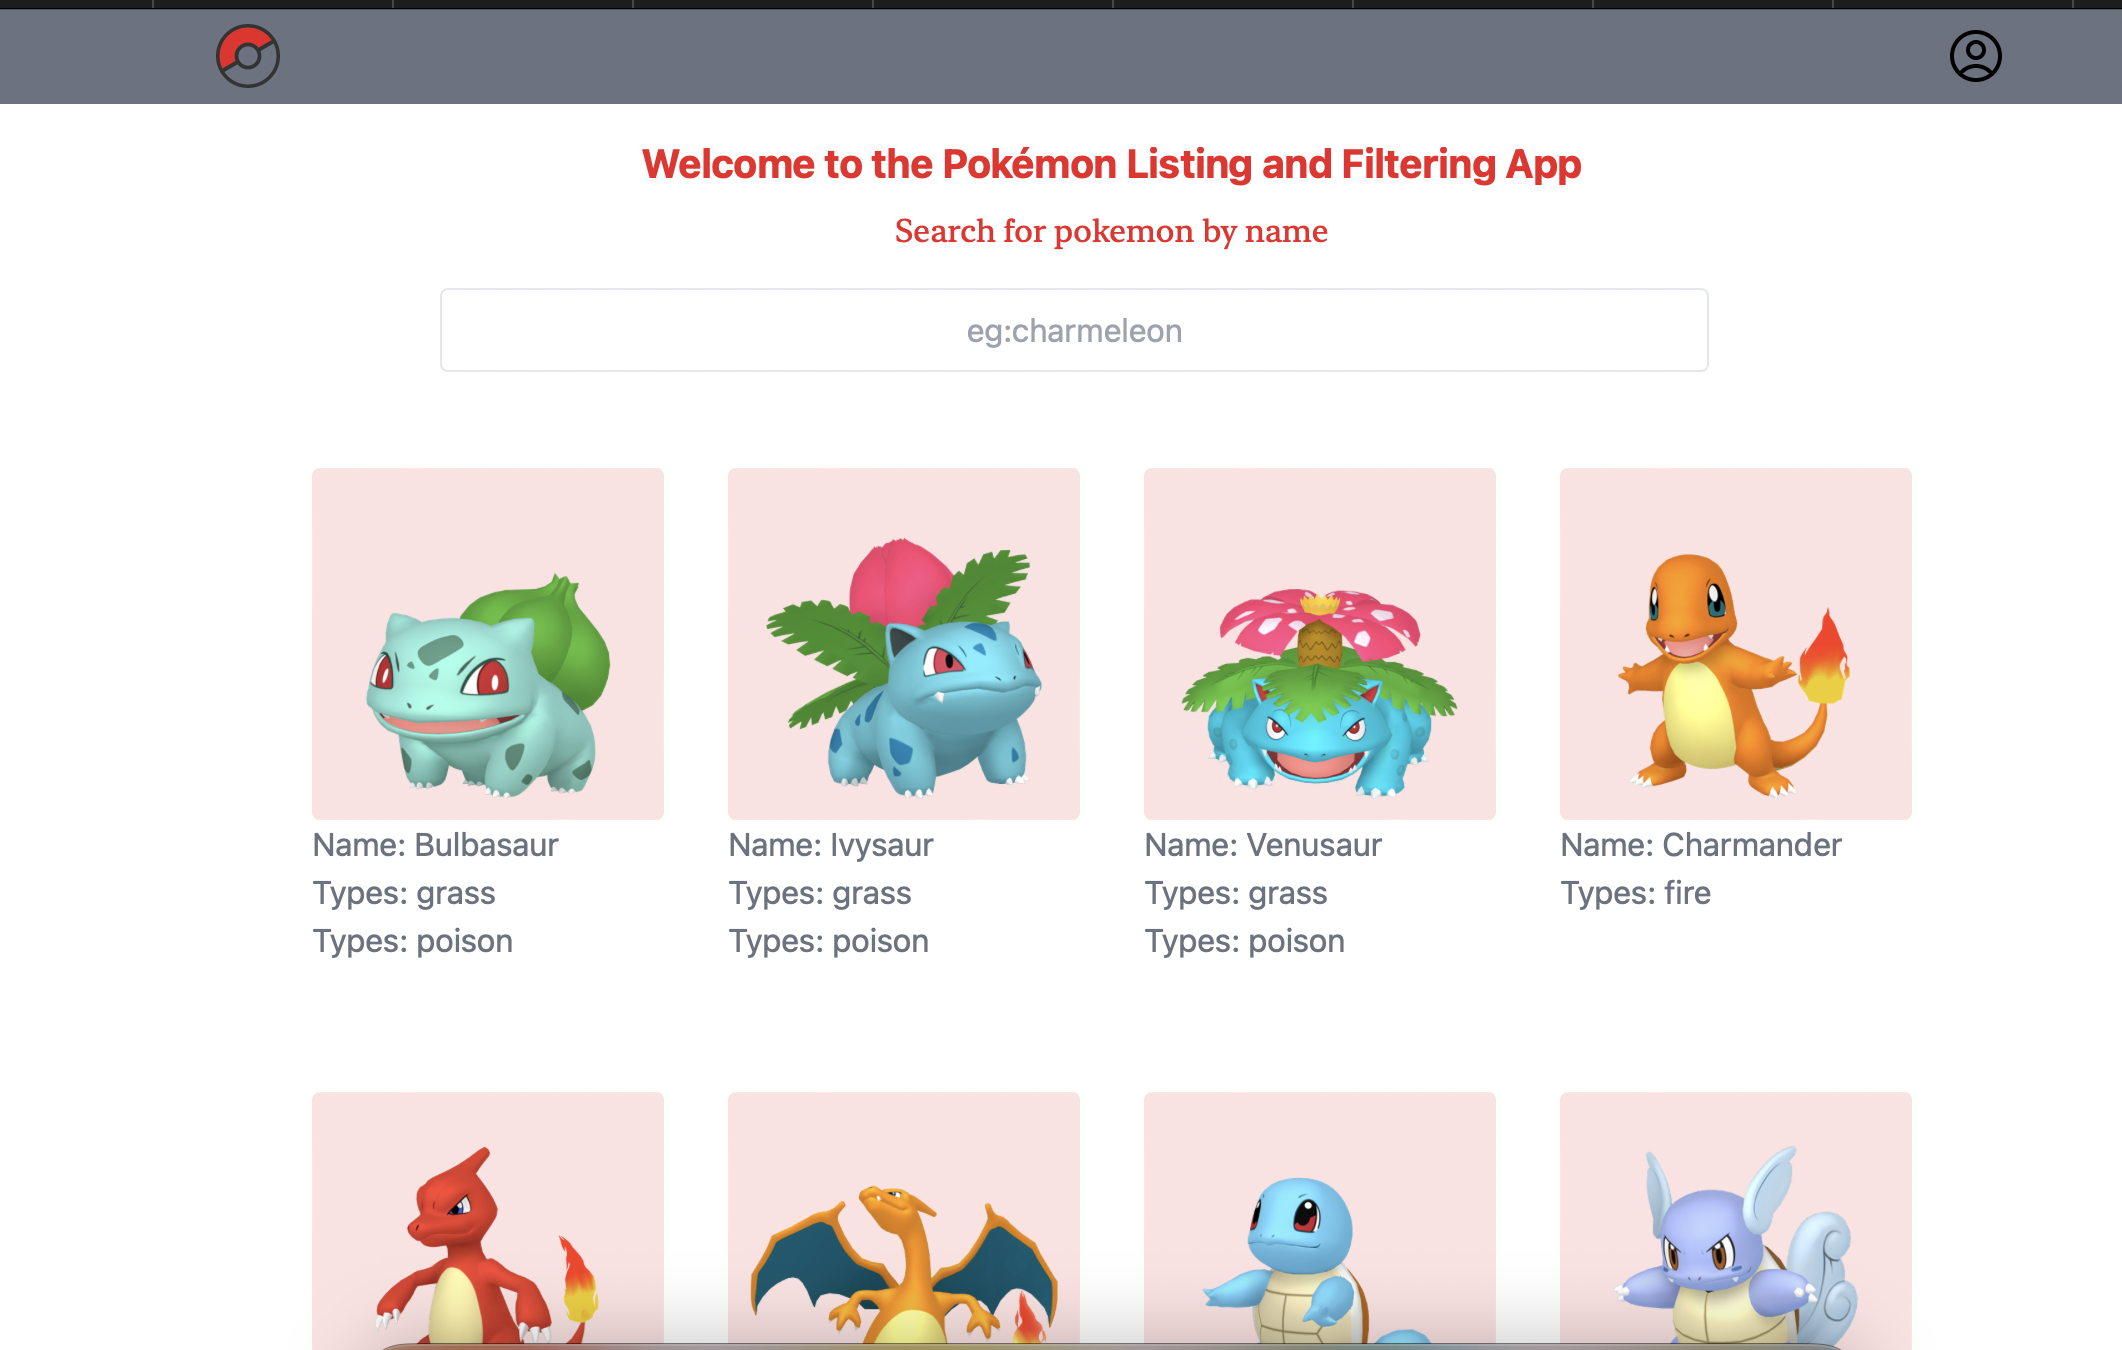 Welcome to the Pokémon Listing and Filtering App
Search for pokemon by name
eg:charmeleon
Name: Bulbasaur
Types: grass
Types: poison
Name: Ivysaur
Types: grass
Types: poison
Name: Venusaur
Types: grass
Types: poison
Name: Charmander
Types: fire